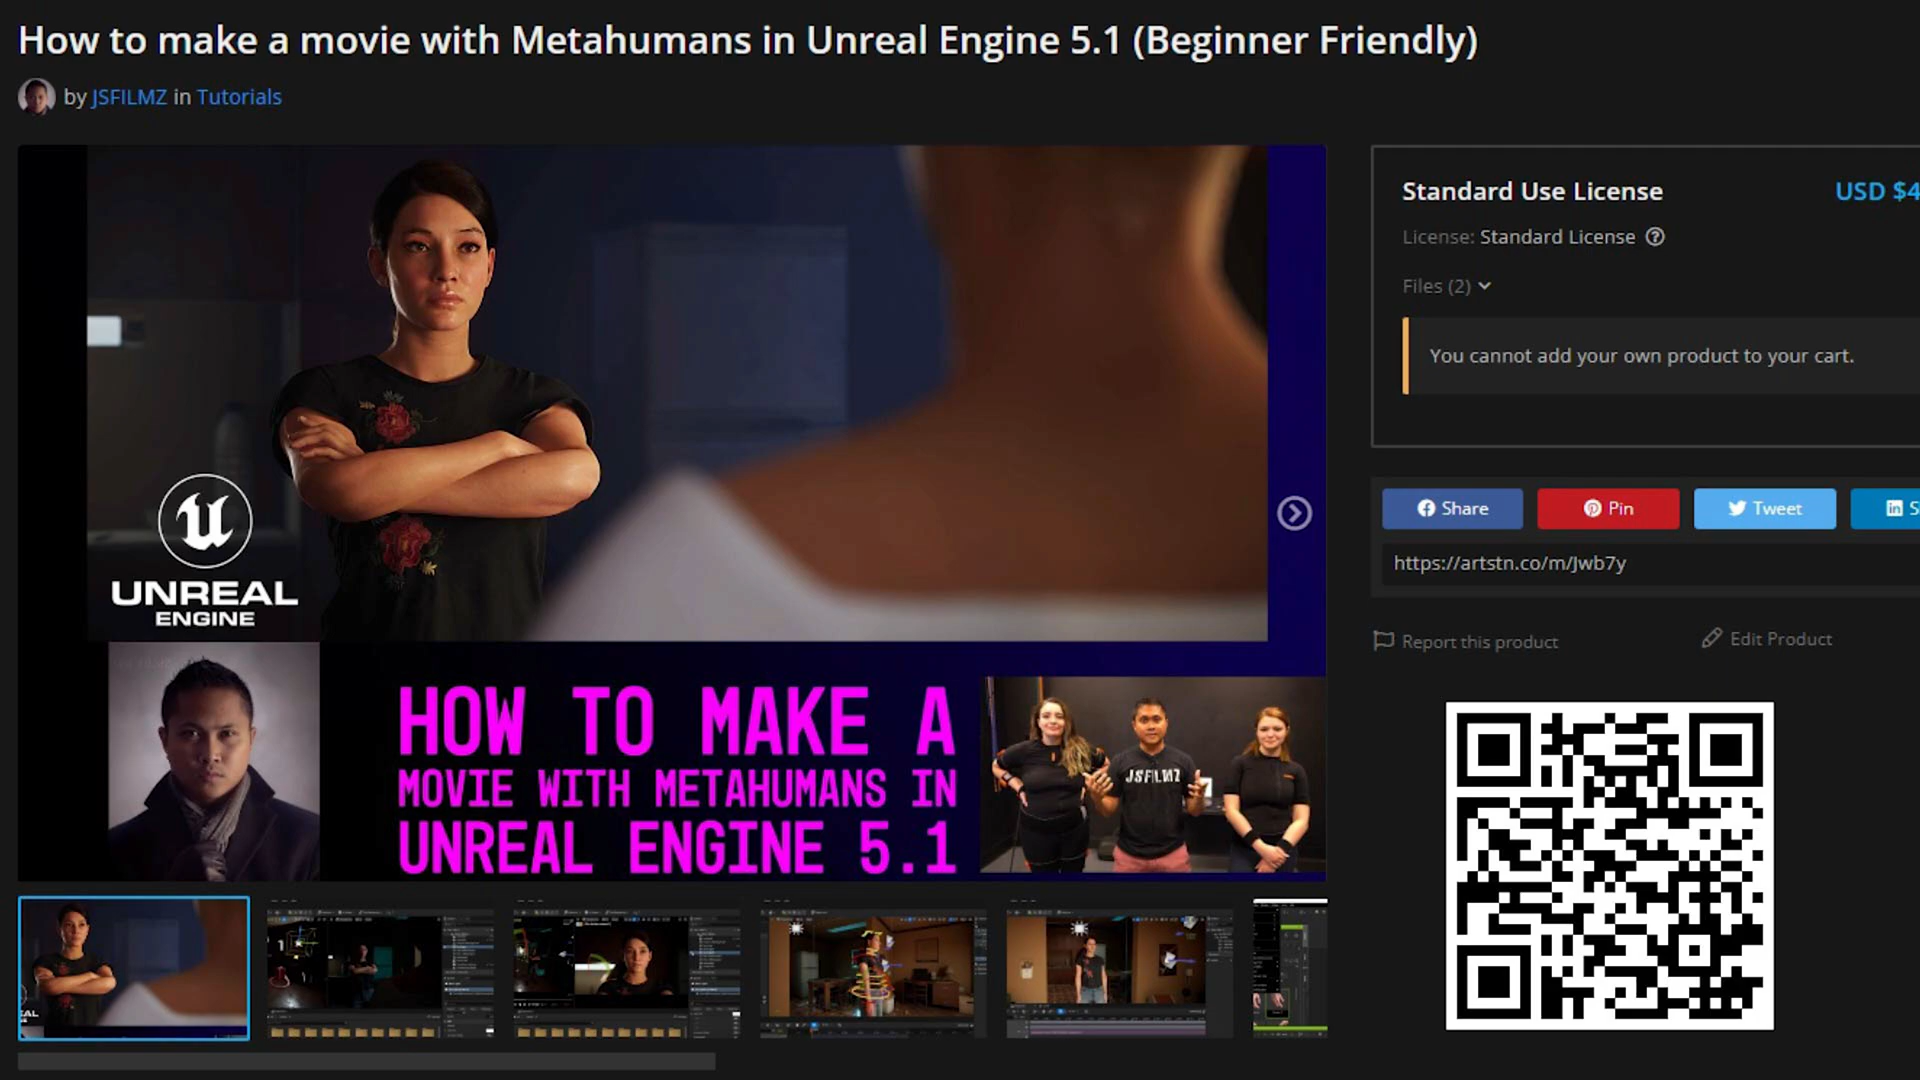 How to make a movie with Metahumans in Unreal Engine 5.1 (Beginner Friendly)
by JSFILMZ in Tutorials
Standard Use License USD $4
License: Standard License
Files (2)
You cannot add your own product to your cart.
Share
Pin
Tweet
https://artstn.co/m/Jwb7y
Report this product
Edit Product
UNREAL
ENGINE
HOW TO MAKE A
MOVIE WITH METAHUMANS IN
UNREAL ENGINE 5.1
JSFILMZ